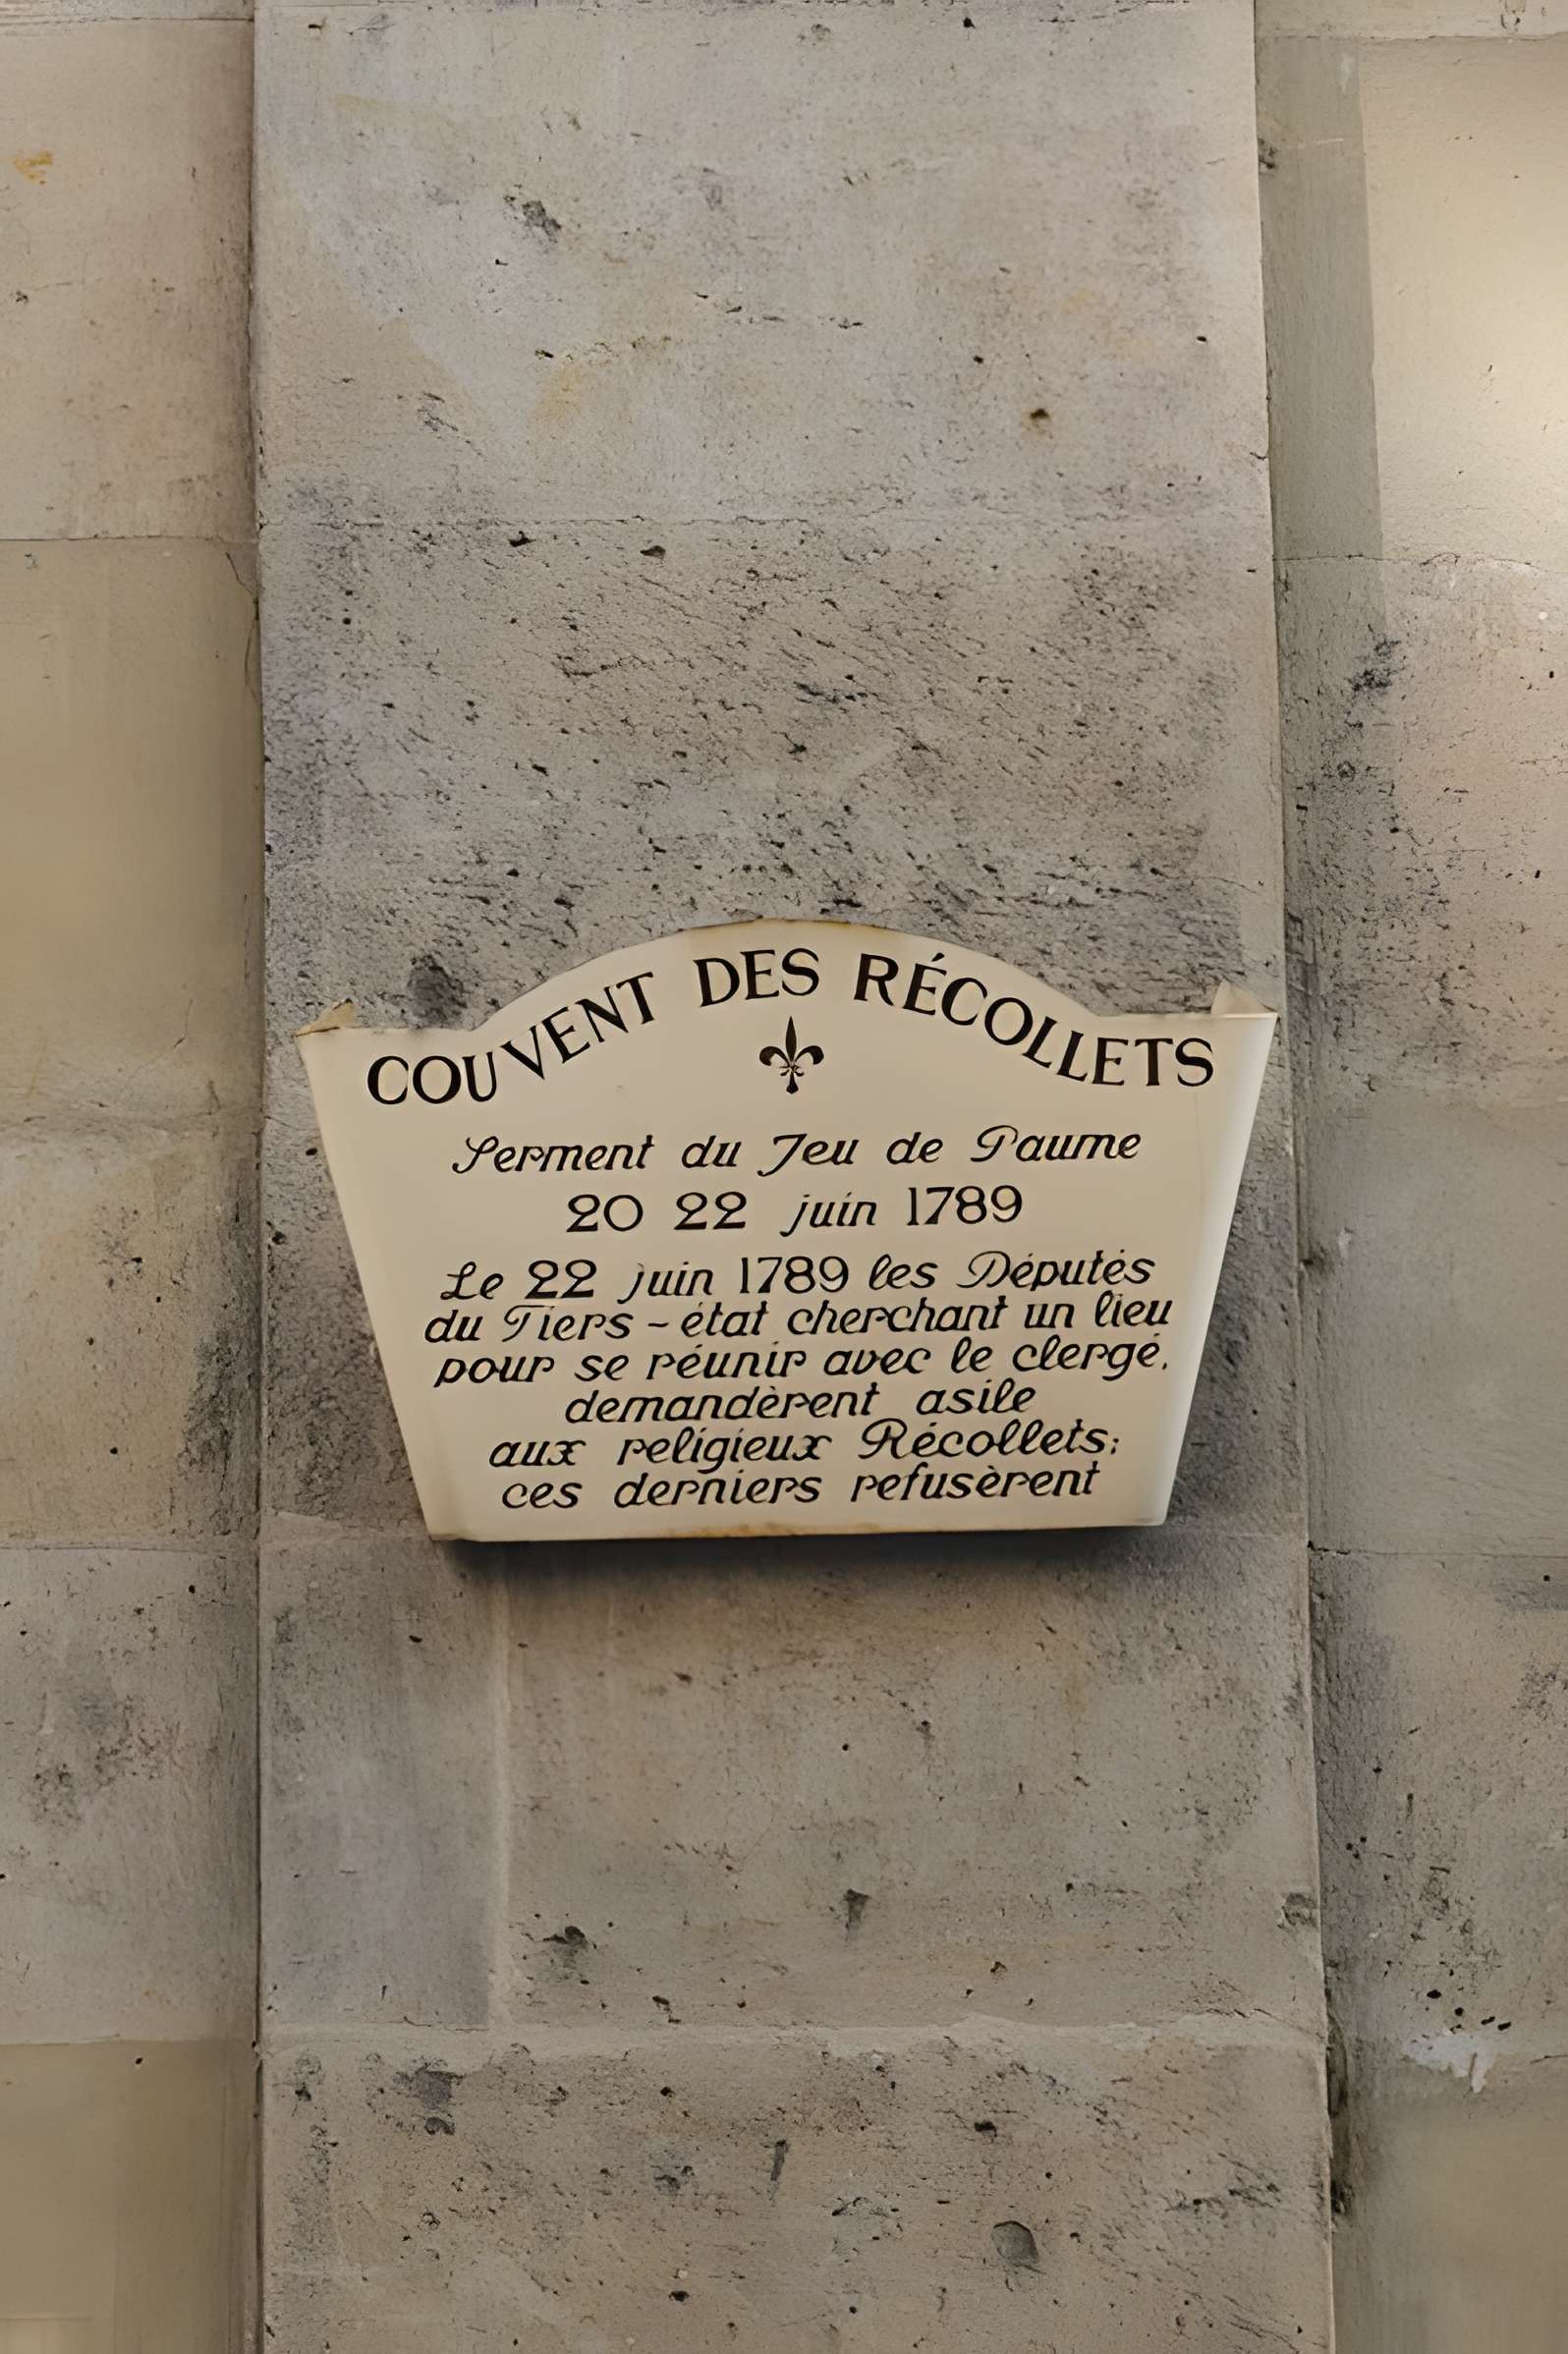 COUVENT DES RÉCOLLETS
Serment du Jeu de Paume
20 22 juin 1789
Le 22 juin 1789 les Députés
du Tiers - état cherchant un lieu
pour se réunir avec le clergé,
demandèrent asile
aux religieux Récollets;
ces derniers refusèrent